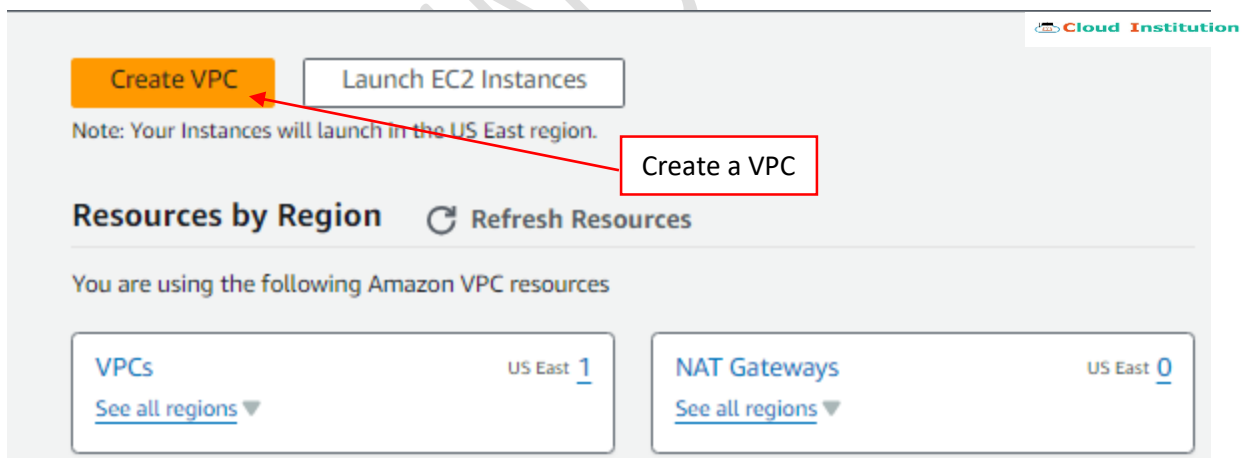 Cloud Institution
Create VPC
Launch EC2 Instances
Note: Your Instances will launch in the US East region.
Create a VPC
Resources by Region
Refresh Resources
You are using the following Amazon VPC resources
VPCs
US East 1
See all regions
NAT Gateways
US East 0
See all regions